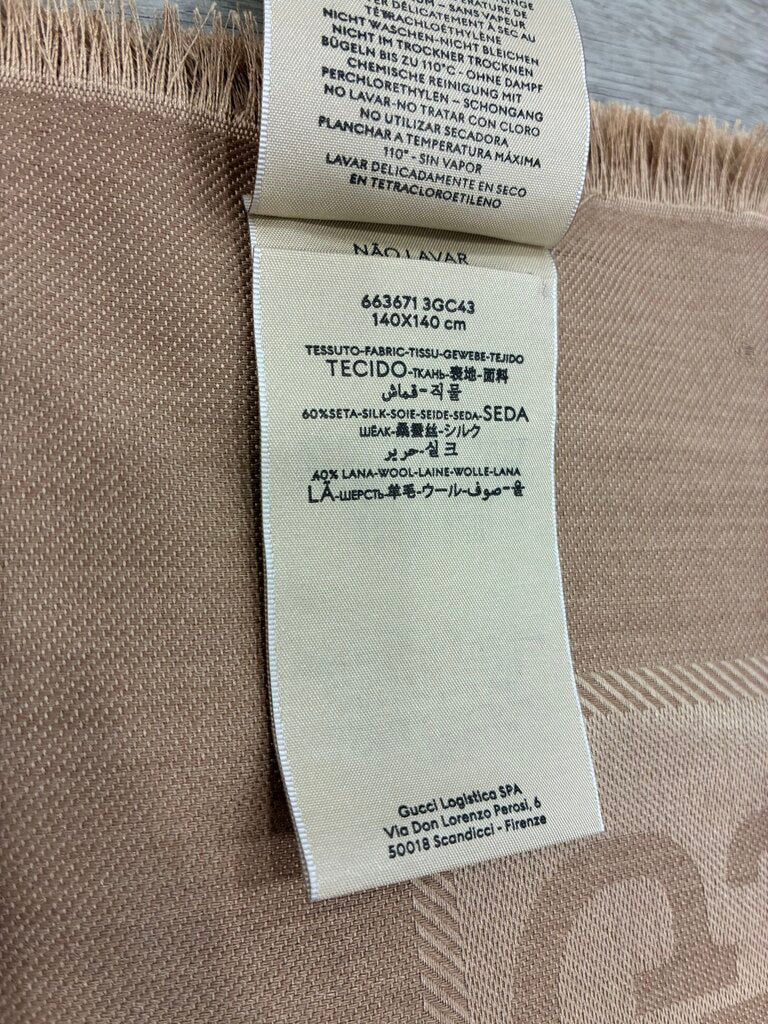 TEMPÉRATURE DE
– SANS VAPEUR
DÉLICATEMENT À SEC AU
TÉTRACHLOÉTHYLÈNE
NICHT WASCHEN-NICHT BLEICHEN
NICHT IM TROCKNER TROCKNEN
BÜGELN BIS ZU 110°C - OHNE DAMPF
CHEMISCHE REINIGUNG MIT
PERCHLORETHYLEN – SCHONGANG
NO LAVAR-NO TRATAR CON CLORO
NO UTILIZAR SECADORA
PLANCHAR A TEMPERATURA MÁXIMA
110° - SIN VAPOR
LAVAR DELICADAMENTE EN SECO
EN TETRACLOROETILENO
NÃO LAVAR
663671 3GC43
140X140 cm
TESSUTO-FABRIC-TISSU-GEWEBE-TEJIDO
TECIDO-ТКАНЬ-表地-面料
قماش-직물
60%SETA-SILK-SOIE-SEIDE-SEDA-SEDA
ШЁЛК-桑蚕丝-シルク
حرير-실크
40% LANA-WOOL-LAINE-WOLLE-LANA
LÃ-ШЕРСТЬ-羊毛-ウール-صوف-울
Gucci Logistica SPA
Via Don Lorenzo Perosi, 6
50018 Scandicci - Firenze